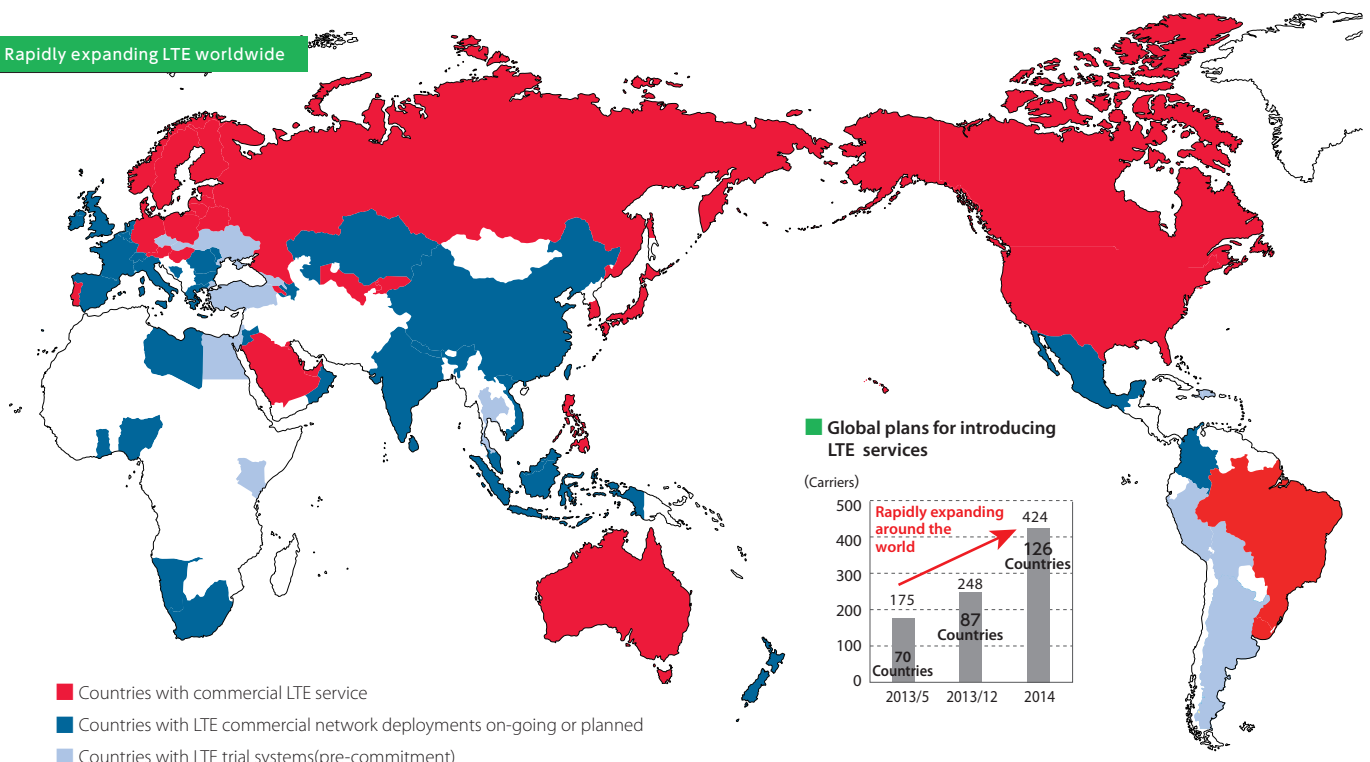 Rapidly expanding LTE worldwide
Global plans for introducing
LTE services
(Carriers)
500
400
300
200
100
0
Rapidly expanding
around the
world
175
70
Countries
248
87
Countries
424
126
Countries
2013/5
2013/12
2014
Countries with commercial LTE service
Countries with LTE commercial network deployments on-going or planned
Countries with LTE trial systems(pre-commitment)